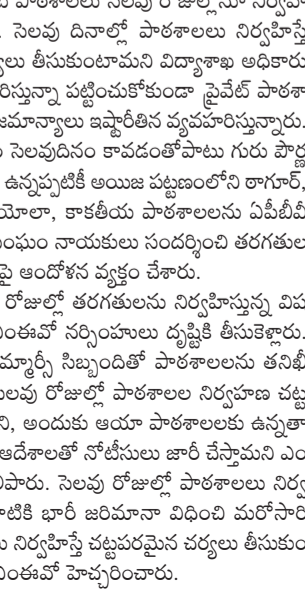 పాఠశాలలు సెలవు రోజుల్లోనూ నిర్వహి
. సెలవు దినాల్లో పాఠశాలలు నిర్వహిస్తే
్యలు తీసుకుంటామని విద్యాశాఖ అధికారు
రిస్తున్నా పట్టించుకోకుండా ప్రైవేట్ పాఠశా
జమాన్యాలు ఇష్టారీతిన వ్యవహరిస్తున్నారు.
సెలవుదినం కావడంతోపాటు గురు పౌర్ణ
ఉన్నప్పటికీ అయిజ పట్టణంలోని ఠాగూర్,
యోలా, కాకతీయ పాఠశాలలను ఏపీబీవీ
ంఘం నాయకులు సందర్శించి తరగతుల
పై ఆందోళన వ్యక్తం చేశారు.
రోజుల్లో తరగతులను నిర్వహిస్తున్న విష
ంఈవో నర్సింహులు దృష్టికి తీసుకెళ్లారు.
మ్మార్సీ సిబ్బందితో పాఠశాలలను తనిఖీ
లవు రోజుల్లో పాఠశాలల నిర్వహణ చట్ట
ని, అందుకు ఆయా పాఠశాలలకు ఉన్నతా
ఆదేశాలతో నోటీసులు జారీ చేస్తామని ఎం
పారు. సెలవు రోజుల్లో పాఠశాలలు నిర్వ
ాటికి భారీ జరిమానా విధించి మరోసారి
నిర్వహిస్తే చట్టపరమైన చర్యలు తీసుకుం
ంఈవో హెచ్చరించారు.